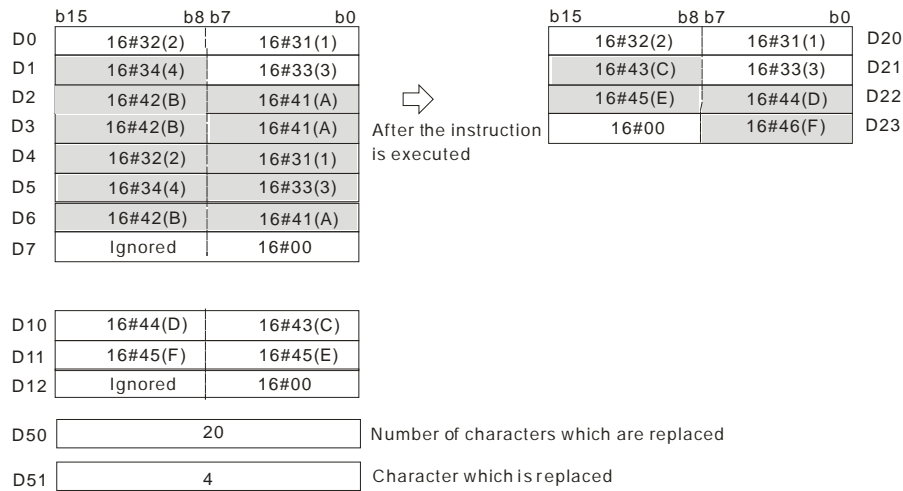 b15 b8 b7 b0
D0 16#32(2) 16#31(1)
D1 16#34(4) 16#33(3)
D2 16#42(B) 16#41(A)
D3 16#42(B) 16#41(A)
D4 16#32(2) 16#31(1)
D5 16#34(4) 16#33(3)
D6 16#42(B) 16#41(A)
D7 Ignored 16#00
After the instruction
is executed
b15 b8 b7 b0
16#32(2) 16#31(1) D20
16#43(C) 16#33(3) D21
16#45(E) 16#44(D) D22
16#00 16#46(F) D23
D10 16#44(D) 16#43(C)
D11 16#45(F) 16#45(E)
D12 Ignored 16#00
D50 20 Number of characters which are replaced
D51 4 Character which is replaced